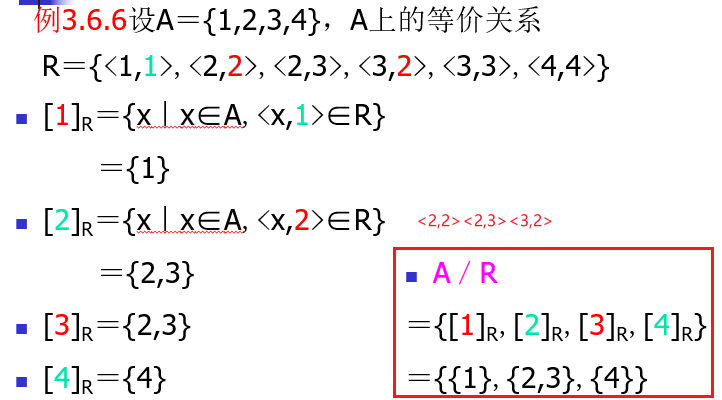 例3.6.6设A＝{1,2,3,4}，A上的等价关系
R＝{<1,1>, <2,2>, <2,3>, <3,2>, <3,3>, <4,4>}
[1]R＝{x｜x∈A, <x,1>∈R}
＝{1}
[2]R＝{x｜x∈A, <x,2>∈R} <2,2><2,3><3,2>
＝{2,3}
[3]R＝{2,3}
[4]R＝{4}
A／R
＝{[1]R, [2]R, [3]R, [4]R}
＝{{1}, {2,3}, {4}}